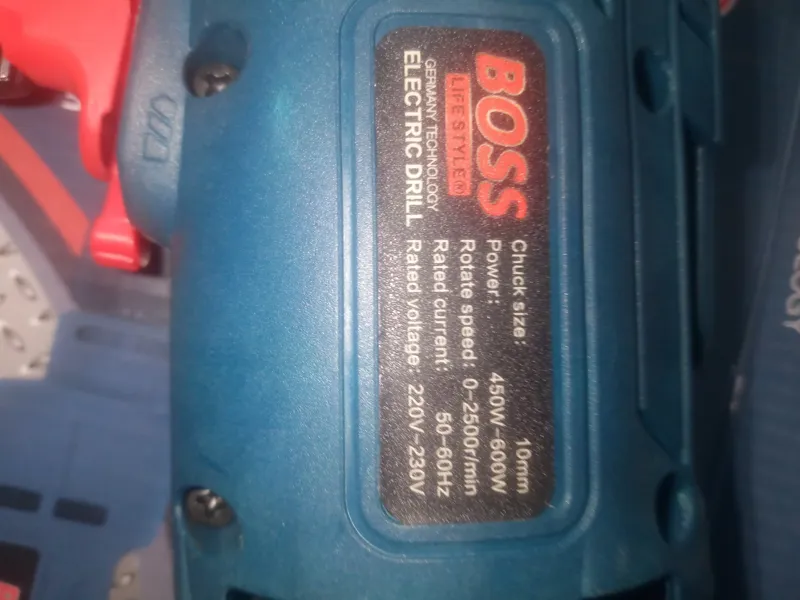 BOSS
LIFE STYLE
GERMANY TECHNOLOGY
ELECTRIC DRILL
Chuck size: 10mm
Power: 450W-600W
Rotate speed: 0-2500r/min
Rated current: 50-60Hz
Rated voltage: 220V-230V